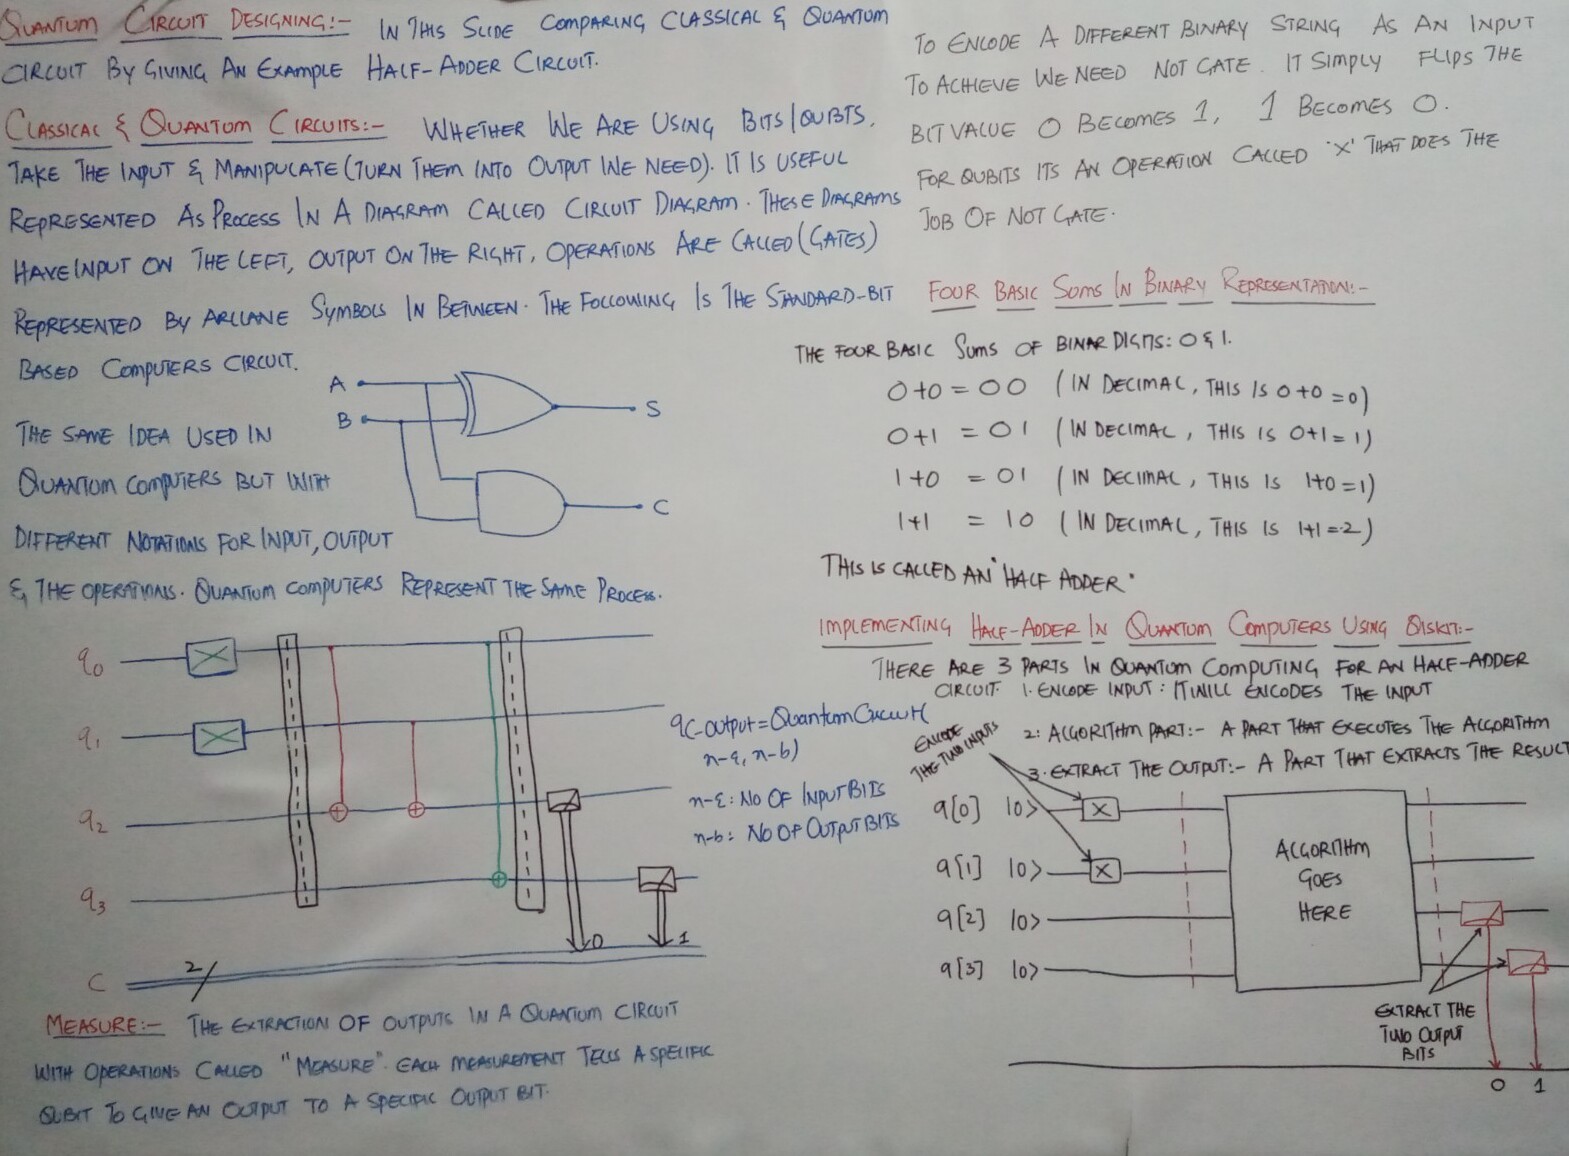 QUANTUM CIRCUIT DESIGNING:- IN THIS SLIDE COMPARING CLASSICAL & QUANTUM
CIRCUIT BY GIVING AN EXAMPLE HALF-ADDER CIRCUIT.
CLASSICAL & QUANTUM CIRCUITS:- WHETHER WE ARE USING BITS/QUBTS,
TAKE THE INPUT & MANIPULATE (TURN THEM INTO OUTPUT WE NEED). IT IS USEFUL
REPRESENTED AS PROCESS IN A DIAGRAM CALLED CIRCUIT DIAGRAM. THESE DIAGRAMS
HAVE INPUT ON THE LEFT, OUTPUT ON THE RIGHT, OPERATIONS ARE CALLED (GATES)
REPRESENTED BY ARCANE SYMBOLS IN BETWEEN. THE FOLLOWING IS THE STANDARD-BIT
BASED COMPUTERS CIRCUIT.
A
B
S
C
THE SAME IDEA USED IN
QUANTUM COMPUTERS BUT WITH
DIFFERENT NOTATIONS FOR INPUT, OUTPUT
& THE OPERATIONS. QUANTUM COMPUTERS REPRESENT THE SAME PROCESS.
q0
q1
q2
q3
C
2
0
1
qc-output=QuantumCircuit(
n-q, n-b)
n-q: NO OF INPUT BITS
n-b: NO OF OUTPUT BITS
MEASURE:- THE EXTRACTION OF OUTPUTS IN A QUANTUM CIRCUIT
WITH OPERATIONS CALLED "MEASURE". EACH MEASUREMENT TELLS A SPECIFIC
QUBIT TO GIVE AN OUTPUT TO A SPECIFIC OUTPUT BIT.
TO ENCODE A DIFFERENT BINARY STRING AS AN INPUT
TO ACHIEVE WE NEED NOT GATE. IT SIMPLY FLIPS THE
BIT VALUE 0 BECOMES 1, 1 BECOMES 0.
FOR QUBITS ITS AN OPERATION CALLED 'X' THAT DOES THE
JOB OF NOT GATE.
FOUR BASIC SUMS IN BINARY REPRESENTATION:-
THE FOUR BASIC SUMS OF BINAR DIGITS: 0 & 1.
0+0 = 00 (IN DECIMAL, THIS IS 0+0=0)
0+1 = 01 (IN DECIMAL, THIS IS 0+1=1)
1+0 = 01 (IN DECIMAL, THIS IS 1+0=1)
1+1 = 10 (IN DECIMAL, THIS IS 1+1=2)
THIS IS CALLED AN 'HALF ADDER'
IMPLEMENTING HALF-ADDER IN QUANTUM COMPUTERS USING QISKIT:-
THERE ARE 3 PARTS IN QUANTUM COMPUTING FOR AN HALF-ADDER
CIRCUIT. 1. ENCODE INPUT: IT WILL ENCODES THE INPUT
2: ALGORITHM PART:- A PART THAT EXECUTES THE ALGORITHM
3. EXTRACT THE OUTPUT:- A PART THAT EXTRACTS THE RESULT
ENCODE
THE TWO INPUTS
q[0] |0> X
q[1] |0> X
q[2] |0>
q[3] |0>
ALGORITHM
GOES
HERE
EXTRACT THE
TWO OUTPUT
BITS
0 1